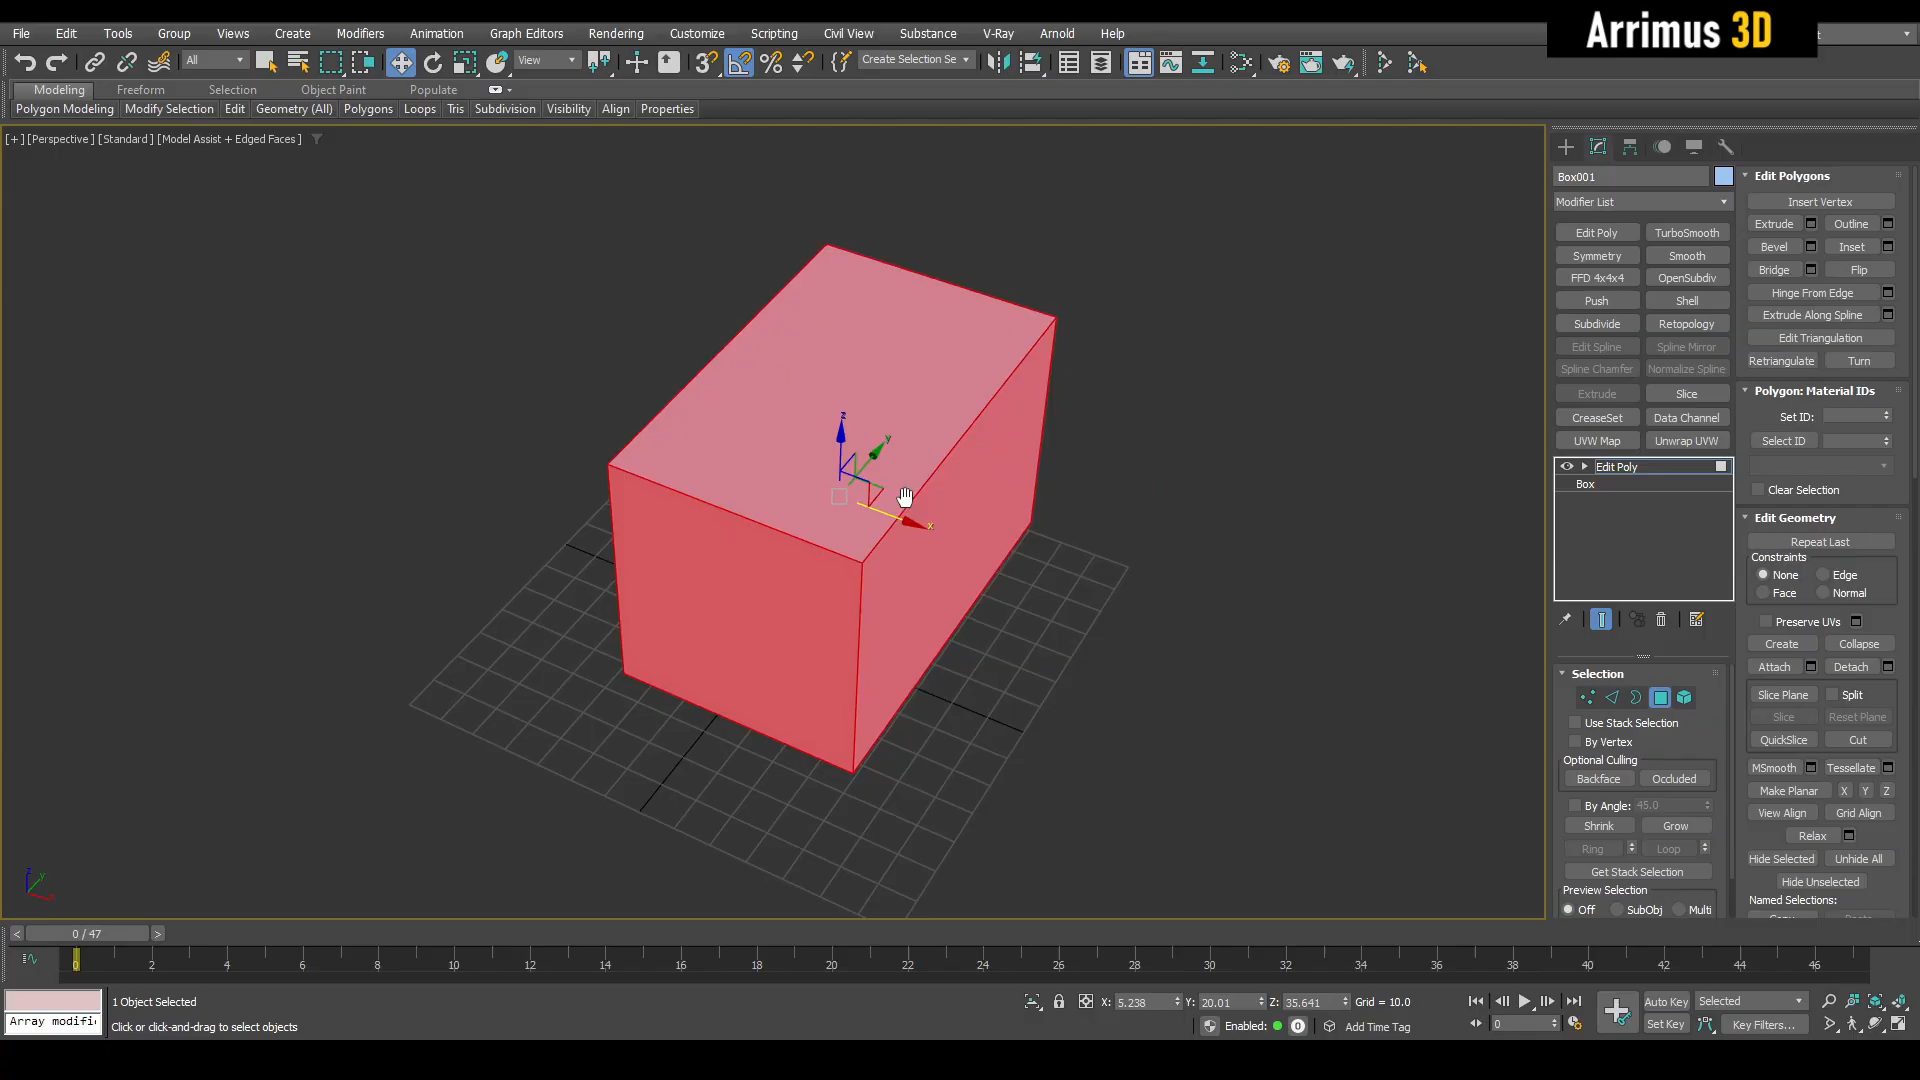 Arrimus 3D
File Edit Tools Group Views Create Modifiers Animation Graph Editors Rendering Customize Scripting Civil View Substance V-Ray Arnold Help
All View Create Selection Se
Modeling Freeform Selection Object Paint Populate
Polygon Modeling Modify Selection Edit Geometry (All) Polygons Loops Tris Subdivision Visibility Align Properties
[+] [Perspective] [Standard] [Model Assist + Edged Faces]
z
y
x
Box001
Modifier List
Edit Poly TurboSmooth
Symmetry Smooth
FFD 4x4x4 OpenSubdiv
Push Shell
Subdivide Retopology
Edit Spline Spline Mirror
Spline Chamfer Normalize Spline
Extrude Slice
CreaseSet Data Channel
UVW Map Unwrap UVW
Edit Poly
Box
Selection
Use Stack Selection
By Vertex
Optional Culling
Backface Occluded
By Angle: 45.0
Shrink Grow
Ring Loop
Get Stack Selection
Preview Selection
Off SubObj Multi
Edit Polygons
Insert Vertex
Extrude Outline
Bevel Inset
Bridge Flip
Hinge From Edge
Extrude Along Spline
Edit Triangulation
Retriangulate Turn
Polygon: Material IDs
Set ID:
Select ID
Clear Selection
Edit Geometry
Repeat Last
Constraints
None Edge
Face Normal
Preserve UVs
Create Collapse
Attach Detach
Slice Plane Split
Slice Reset Plane
QuickSlice Cut
MSmooth Tessellate
Make Planar X Y Z
View Align Grid Align
Relax
Hide Selected Unhide All
Hide Unselected
Named Selections:
< 0 / 47 >
0 2 4 6 8 10 12 14 16 18 20 22 24 26 28 30 32 34 36 38 40 42 44 46
1 Object Selected X: 5.238 Y: 20.01 Z: 35.641 Grid = 10.0 Auto Key Selected
Array modifi Click or click-and-drag to select objects Enabled: 0 Add Time Tag 0 Set Key Key Filters...